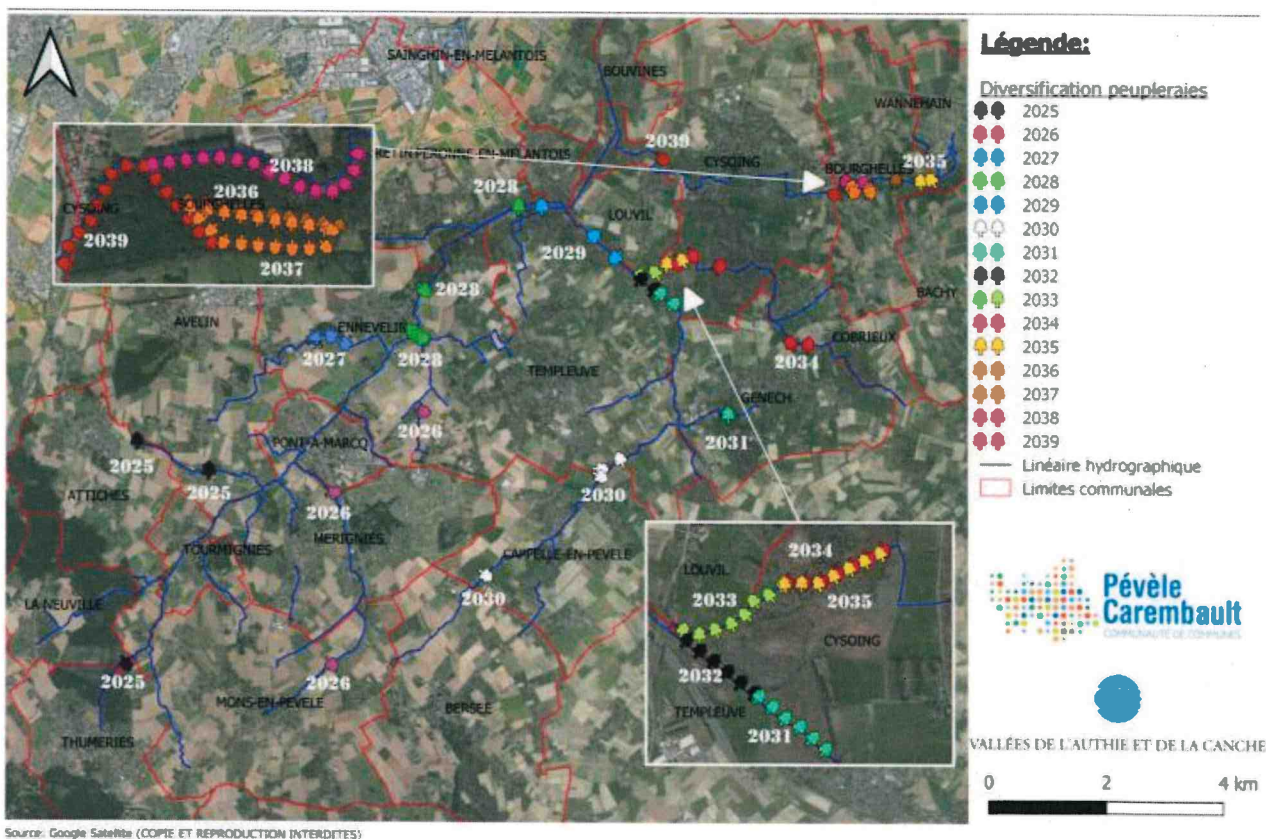 SAINGHIN-EN-MELANTOIS
BOUVINES
WANNEHAIN
2039
CYSOING
BOURGHELLES
2035
2038
2036
CYSOING
2039
2037
2028
LOUVIL
2029
AVELIN
ENNEVELIN
2028
2027
2028
TEMPLEUVE
BACHY
COBRIEUX
2034
GENECH
2031
2026
PONT-A-MARCQ
2025
ATTICHES
2025
2026
MERIGNIES
2030
TOURMIGNIES
CAPPELLE-EN-PEVELE
LA NEUVILLE
2030
2034
LOUVIL
2033
2035
CYSOING
2032
TEMPLEUVE
2031
2025
2026
MONS-EN-PEVELE
BERSEE
THUMERIES
Légende:
Diversification peupleraies
2025
2026
2027
2028
2029
2030
2031
2032
2033
2034
2035
2036
2037
2038
2039
Linéaire hydrographique
Limites communales
Pévèle
Carembault
COMMUNAUTÉ DE COMMUNES
VALLÉES DE L'AUTHIE ET DE LA CANCHE
0 2 4 km
Source: Google Satellite (COPIE ET REPRODUCTION INTERDITES)